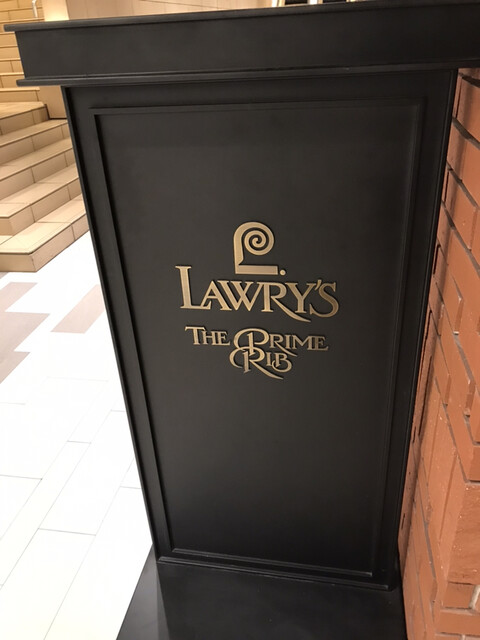 L.
LAWRY'S
THE PRIME
RIB